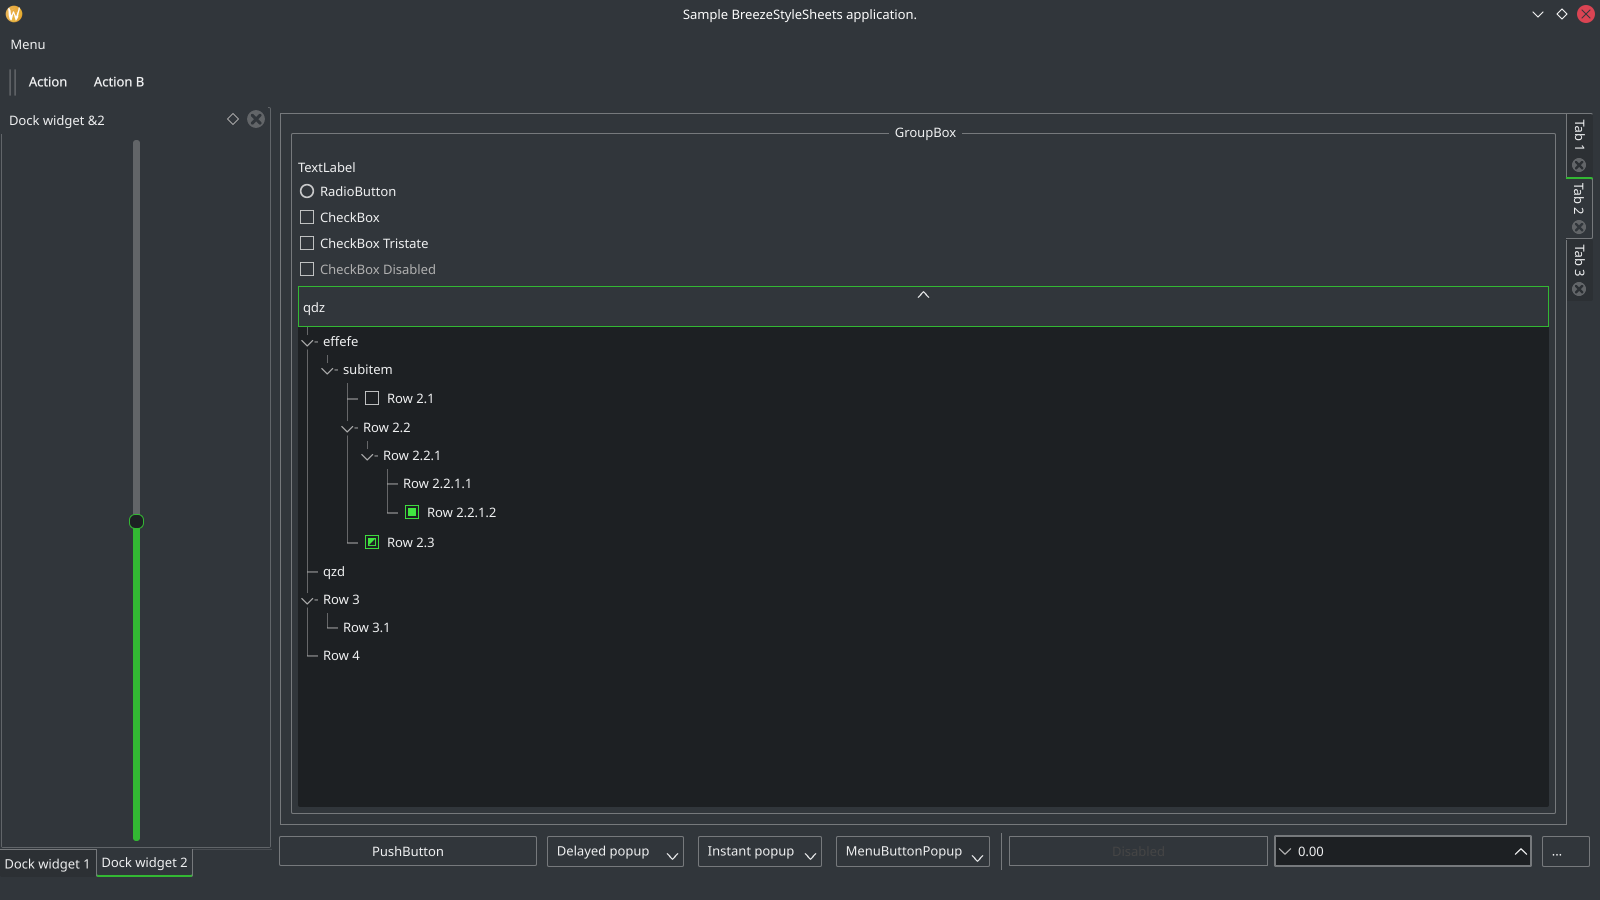 Sample BreezeStyleSheets application.
Menu
Action Action B
Dock widget &2
GroupBox
TextLabel
RadioButton
CheckBox
CheckBox Tristate
CheckBox Disabled
qdz
effefe
subitem
Row 2.1
Row 2.2
Row 2.2.1
Row 2.2.1.1
Row 2.2.1.2
Row 2.3
qzd
Row 3
Row 3.1
Row 4
Tab 1
Tab 2
Tab 3
PushButton Delayed popup Instant popup MenuButtonPopup Disabled 0.00 ...
Dock widget 1 Dock widget 2